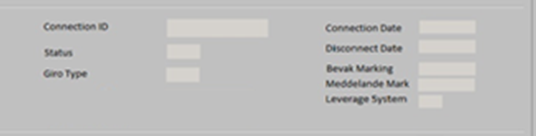 Connection ID
Status
Giro Type
Connection Date
Disconnect Date
Bevak Marking
Meddelande Mark
Leverage System